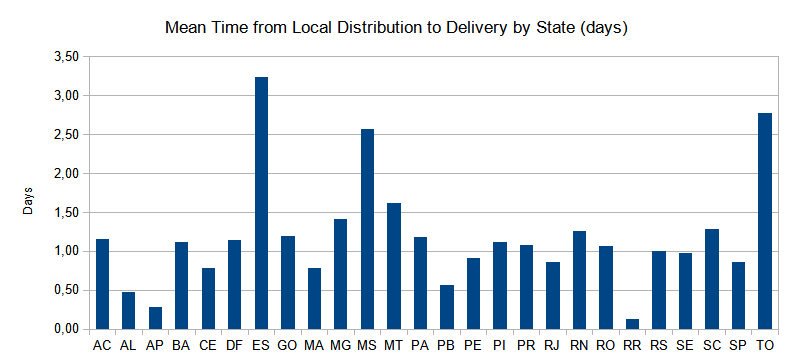 Mean Time from Local Distribution to Delivery by State (days)
3,50
3,00
2,50
2,00
1,50
1,00
0,50
0,00
Days
AC AL AP BA CE DF ES GO MA MG MS MT PA PB PE PI PR RJ RN RO RR RS SE SC SP TO